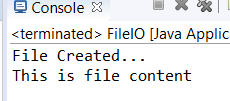 Console
<terminated> FileIO [Java Applic
File Created...
This is file content